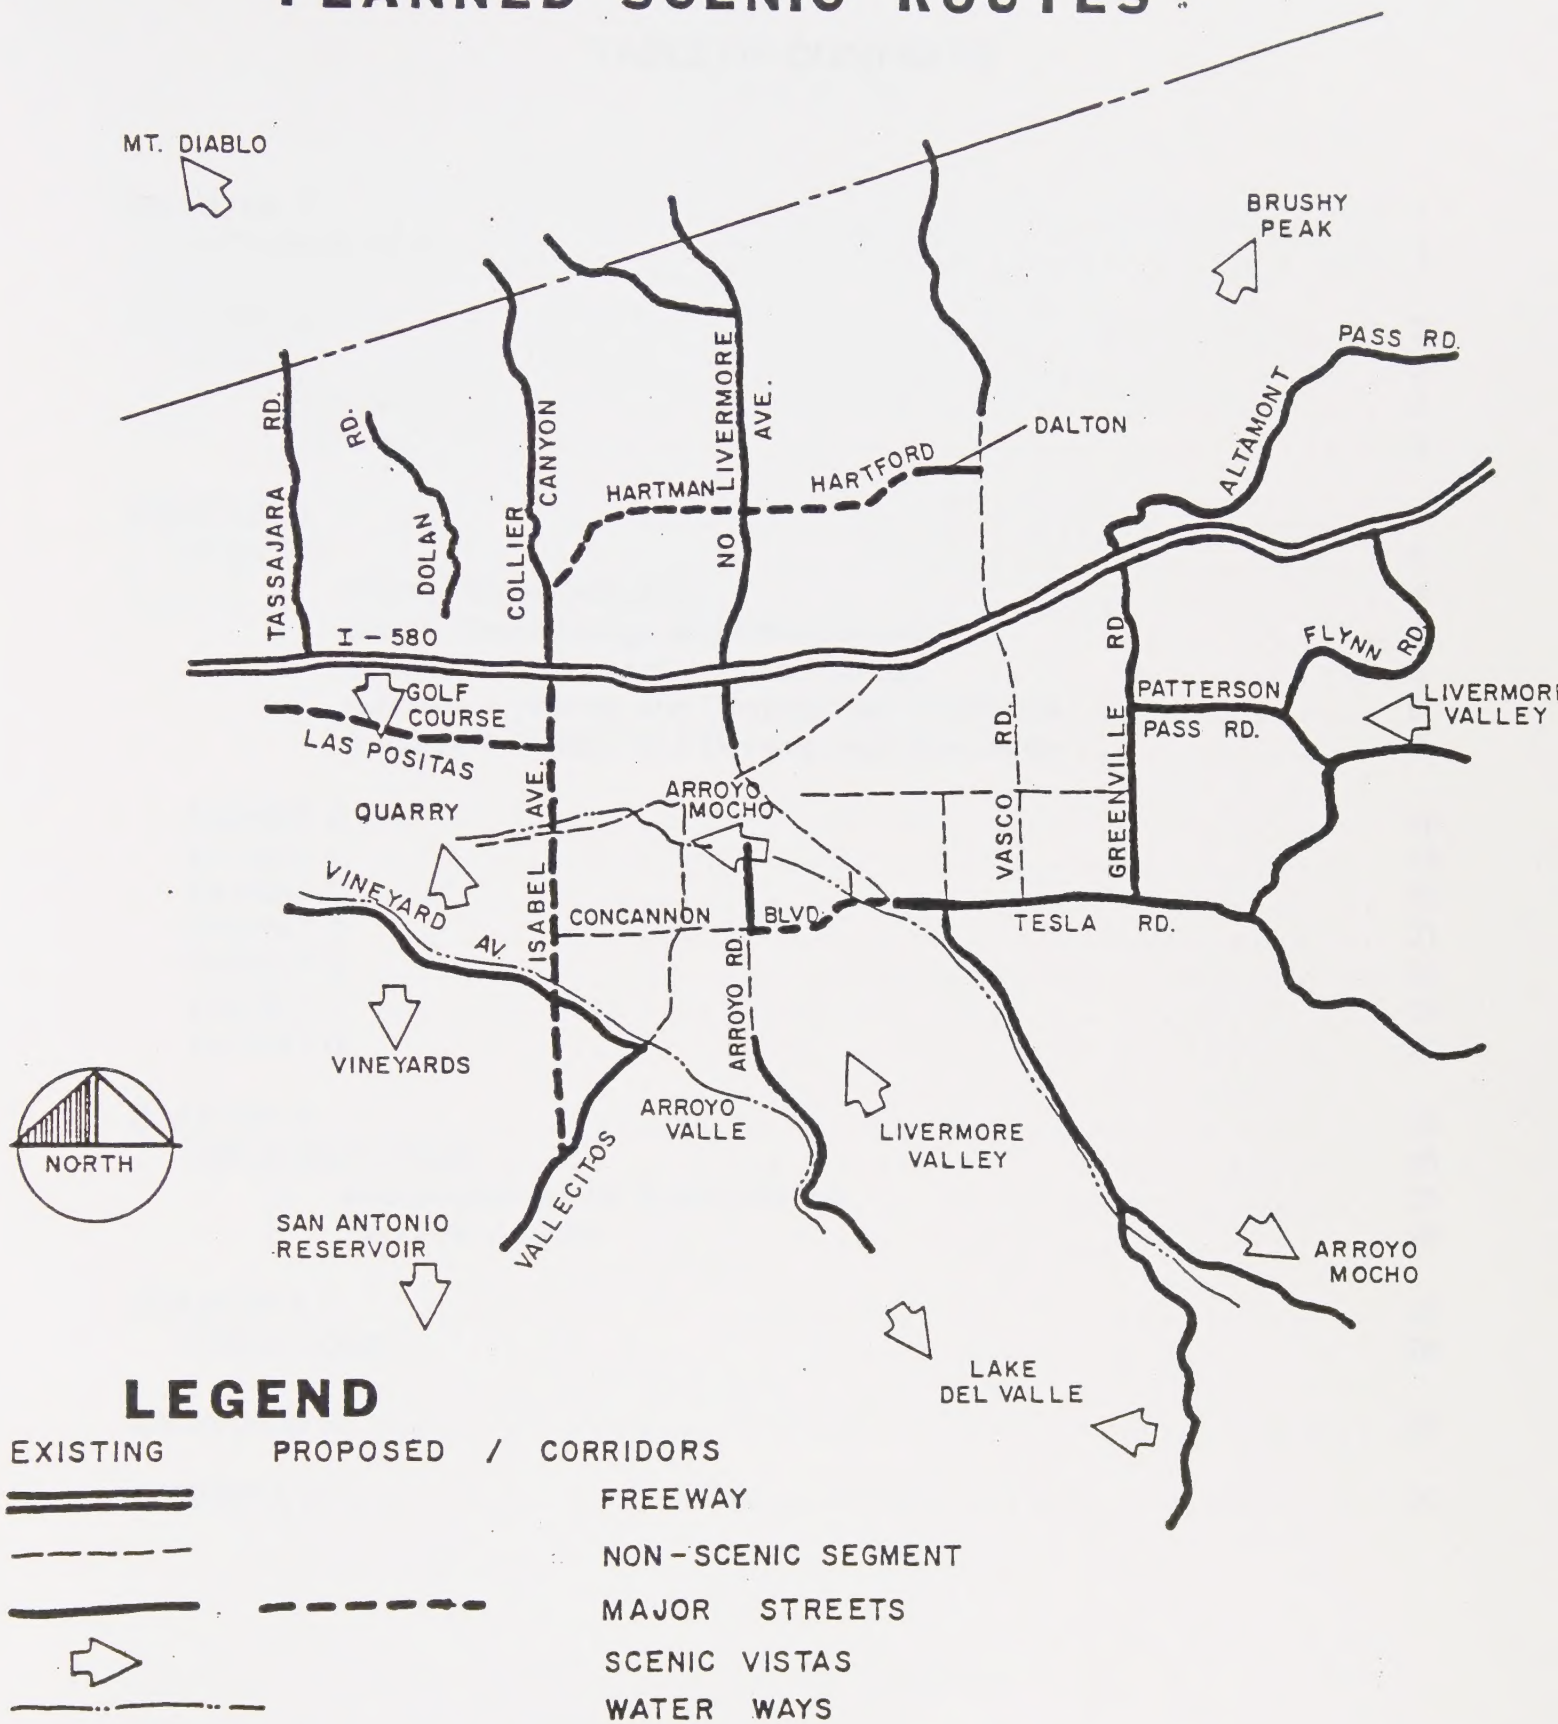 PLANNED SCENIC ROUTES
MT. DIABLO
BRUSHY
PEAK
PASS RD.
ALTAMONT
TASSAJARA RD.
DOLAN RD.
COLLIER CANYON
NO LIVERMORE AVE.
HARTMAN
HARTFORD
DALTON
I-580
GOLF
COURSE
LAS POSITAS
QUARRY
ISABEL AVE.
ARROYO
MOCHO
VASCO RD.
GREENVILLE RD.
FLYNN RD.
PATTERSON
PASS RD.
LIVERMORE
VALLEY
VINEYARD AV.
CONCANNON BLVD.
TESLA RD.
ARROYO RD.
VINEYARDS
ARROYO
VALLE
LIVERMORE
VALLEY
NORTH
VALLECITOS
SAN ANTONIO
RESERVOIR
ARROYO
MOCHO
LAKE
DEL VALLE
LEGEND
EXISTING PROPOSED / CORRIDORS
FREEWAY
NON-SCENIC SEGMENT
MAJOR STREETS
SCENIC VISTAS
WATER WAYS